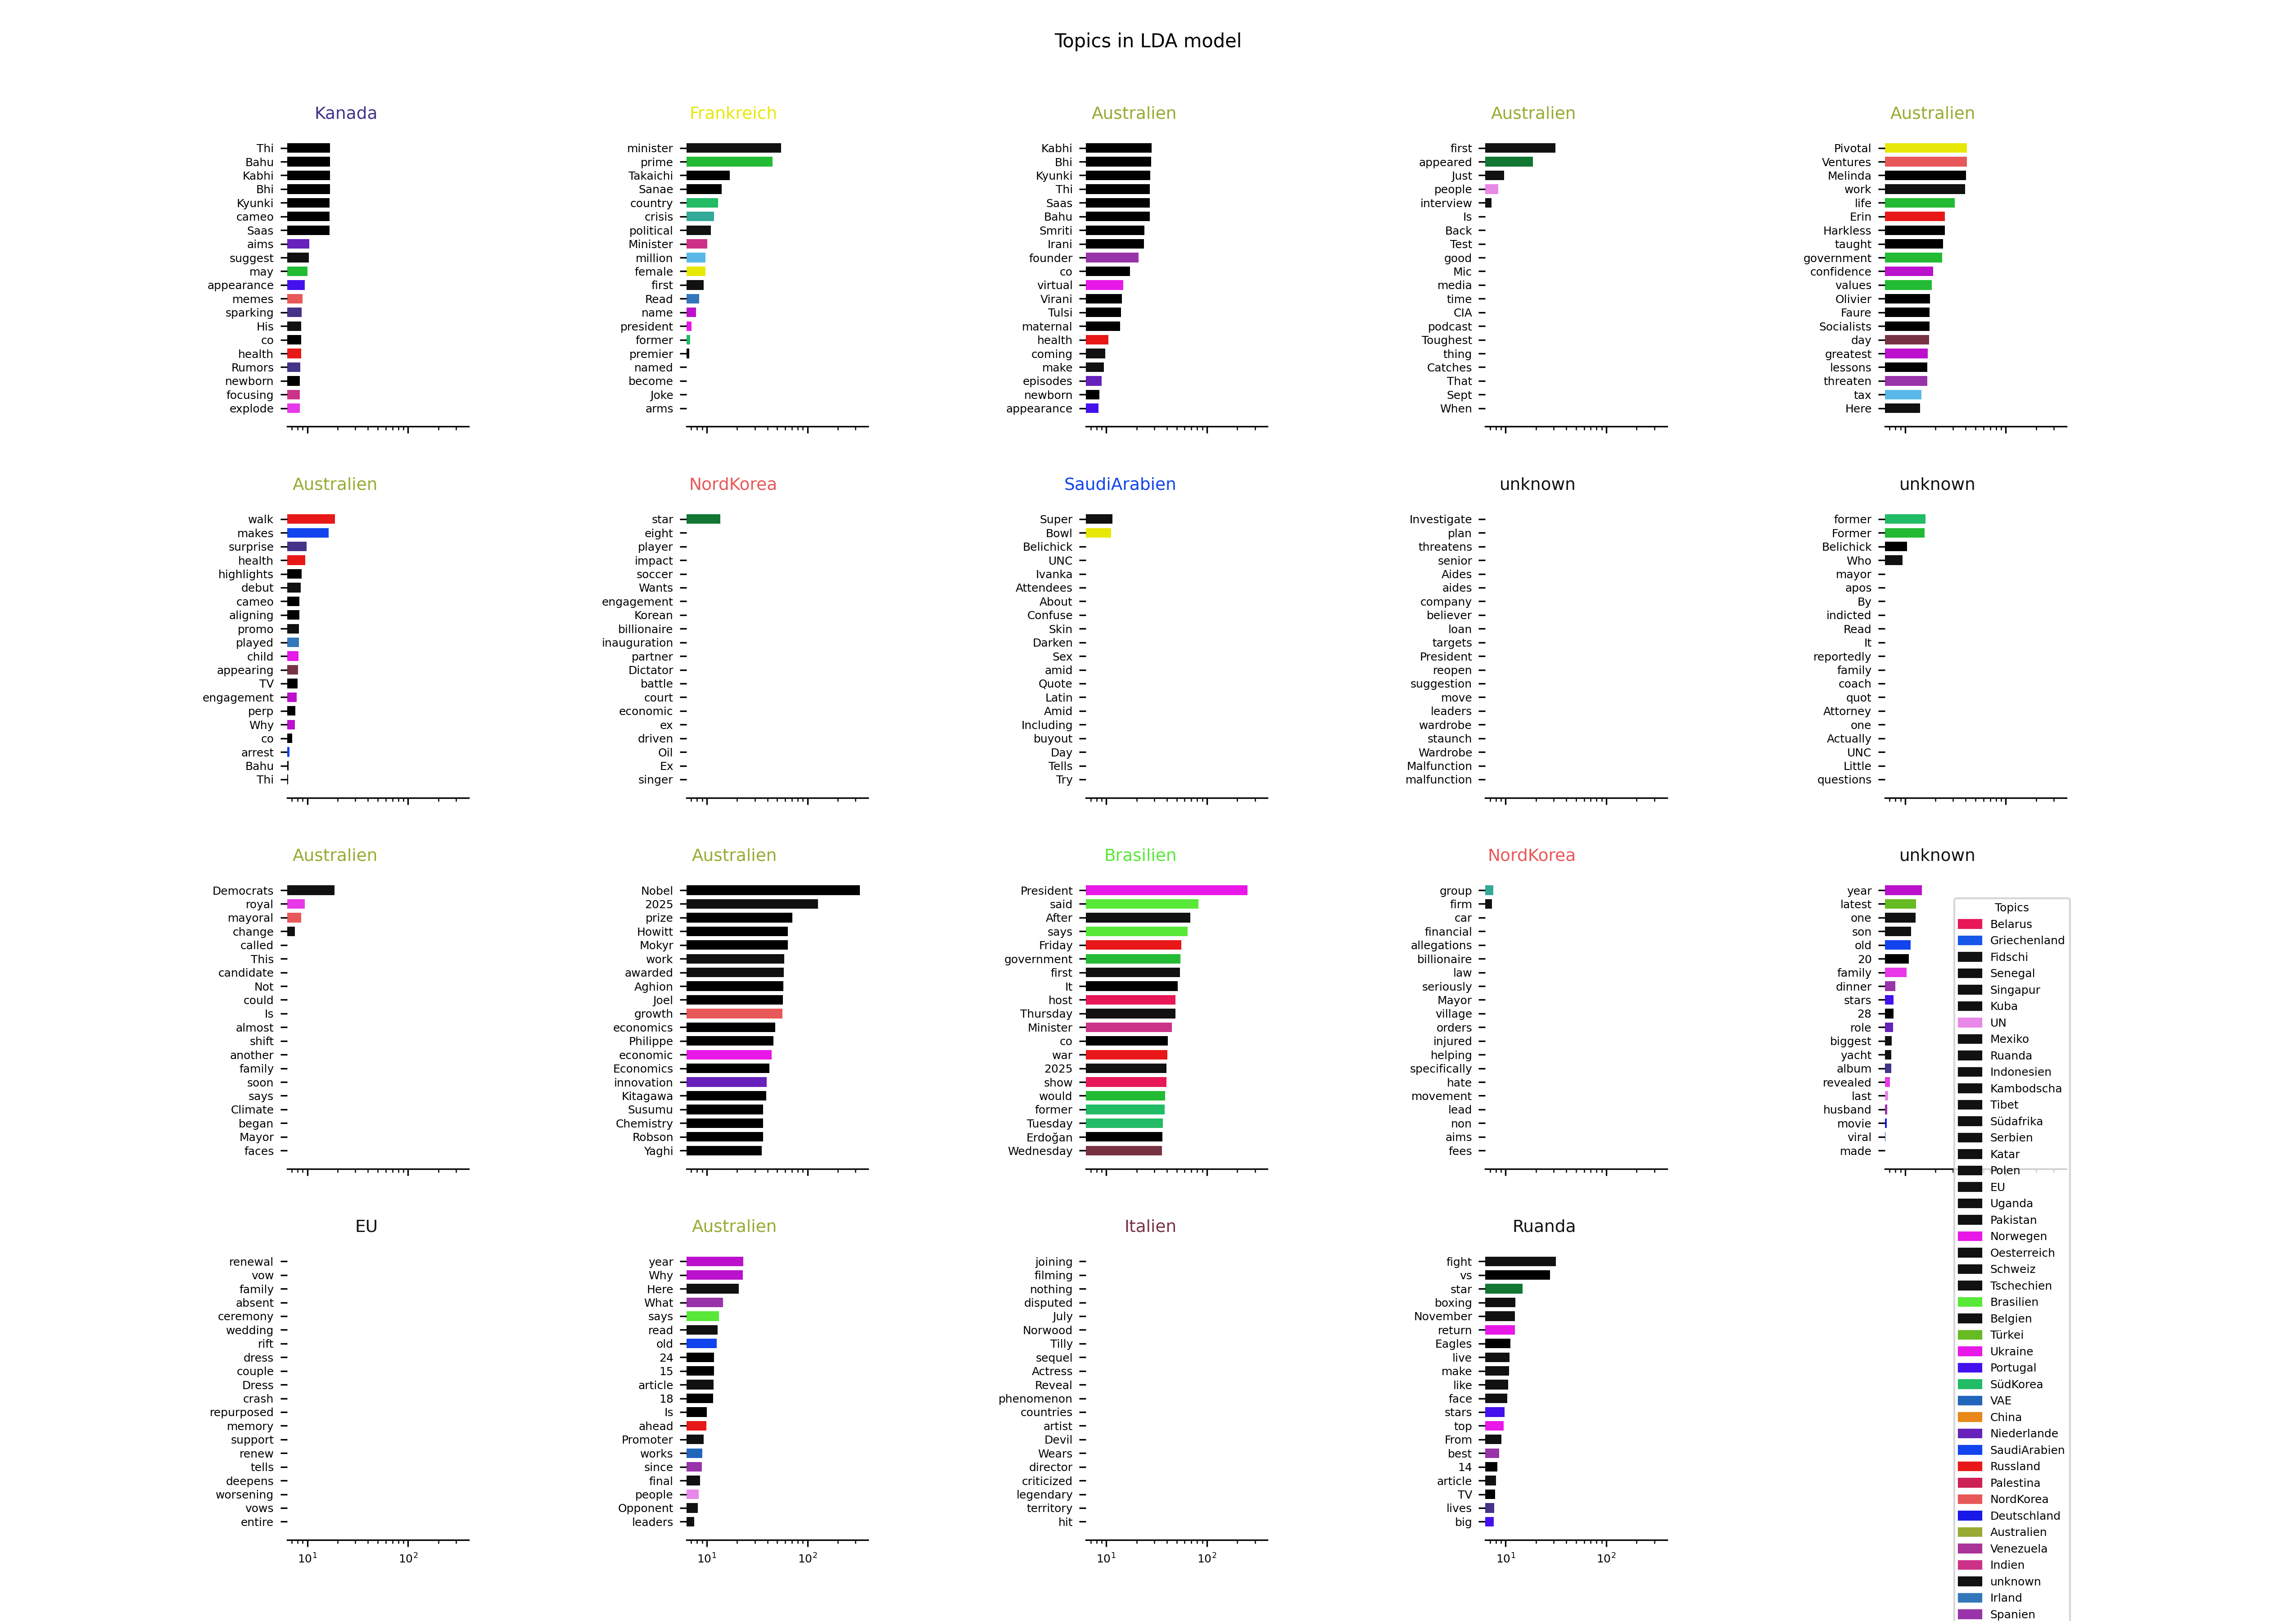 Topics in LDA model
Kanada
Thi
Bahu
Kabhi
Bhi
Kyunki
cameo
Saas
aims
suggest
may
appearance
memes
sparking
His
co
health
Rumors
newborn
focusing
explode
Frankreich
minister
prime
Takaichi
Sanae
country
crisis
political
Minister
million
female
first
Read
name
president
former
premier
named
become
Joke
arms
Australien
Kabhi
Bhi
Kyunki
Thi
Saas
Bahu
Smriti
Irani
founder
co
virtual
Virani
Tulsi
maternal
health
coming
make
episodes
newborn
appearance
Australien
first
appeared
Just
people
interview
Is
Back
Test
good
Mic
media
time
CIA
podcast
Toughest
thing
Catches
That
Sept
When
Australien
Pivotal
Ventures
Melinda
work
life
Erin
Harkless
taught
government
confidence
values
Olivier
Faure
Socialists
day
greatest
lessons
threaten
tax
Here
Australien
walk
makes
surprise
health
highlights
debut
cameo
aligning
promo
played
child
appearing
TV
engagement
perp
Why
co
arrest
Bahu
Thi
NordKorea
star
eight
player
impact
soccer
Wants
engagement
Korean
billionaire
inauguration
partner
Dictator
battle
court
economic
ex
driven
Oil
Ex
singer
SaudiArabien
Super
Bowl
Belichick
UNC
Ivanka
Attendees
About
Confuse
Skin
Darken
Sex
amid
Quote
Latin
Amid
Including
buyout
Day
Tells
Try
unknown
Investigate
plan
threatens
senior
Aides
aides
company
believer
loan
targets
President
reopen
suggestion
move
leaders
wardrobe
staunch
Wardrobe
Malfunction
malfunction
unknown
former
Former
Belichick
Who
mayor
apos
By
indicted
Read
It
reportedly
family
coach
quot
Attorney
one
Actually
UNC
Little
questions
Australien
Democrats
royal
mayoral
change
called
This
candidate
Not
could
Is
almost
shift
another
family
soon
says
Climate
began
Mayor
faces
Australien
Nobel
2025
prize
Howitt
Mokyr
work
awarded
Aghion
Joel
growth
economics
Philippe
economic
Economics
innovation
Kitagawa
Susumu
Chemistry
Robson
Yaghi
Brasilien
President
said
After
says
Friday
government
first
It
host
Thursday
Minister
co
war
2025
show
would
former
Tuesday
Erdoğan
Wednesday
NordKorea
group
firm
car
financial
allegations
billionaire
law
seriously
Mayor
village
orders
injured
helping
specifically
hate
movement
lead
non
aims
fees
unknown
year
latest
one
son
old
20
family
dinner
stars
28
role
biggest
yacht
album
revealed
last
husband
movie
viral
made
EU
renewal
vow
family
absent
ceremony
wedding
rift
dress
couple
Dress
crash
repurposed
memory
support
renew
tells
deepens
worsening
vows
entire
10¹ 10²
Australien
year
Why
Here
What
says
read
old
24
15
article
18
Is
ahead
Promoter
works
since
final
people
Opponent
leaders
10¹ 10²
Italien
joining
filming
nothing
disputed
July
Norwood
Tilly
sequel
Actress
Reveal
phenomenon
countries
artist
Devil
Wears
director
criticized
legendary
territory
hit
10¹ 10²
Ruanda
fight
vs
star
boxing
November
return
Eagles
live
make
like
face
stars
top
From
best
14
article
TV
lives
big
10¹ 10²
Topics
Belarus
Griechenland
Fidschi
Senegal
Singapur
Kuba
UN
Mexiko
Ruanda
Indonesien
Kambodscha
Tibet
Südafrika
Serbien
Katar
Polen
EU
Uganda
Pakistan
Norwegen
Oesterreich
Schweiz
Tschechien
Brasilien
Belgien
Türkei
Ukraine
Portugal
SüdKorea
VAE
China
Niederlande
SaudiArabien
Russland
Palestina
NordKorea
Deutschland
Australien
Venezuela
Indien
unknown
Irland
Spanien